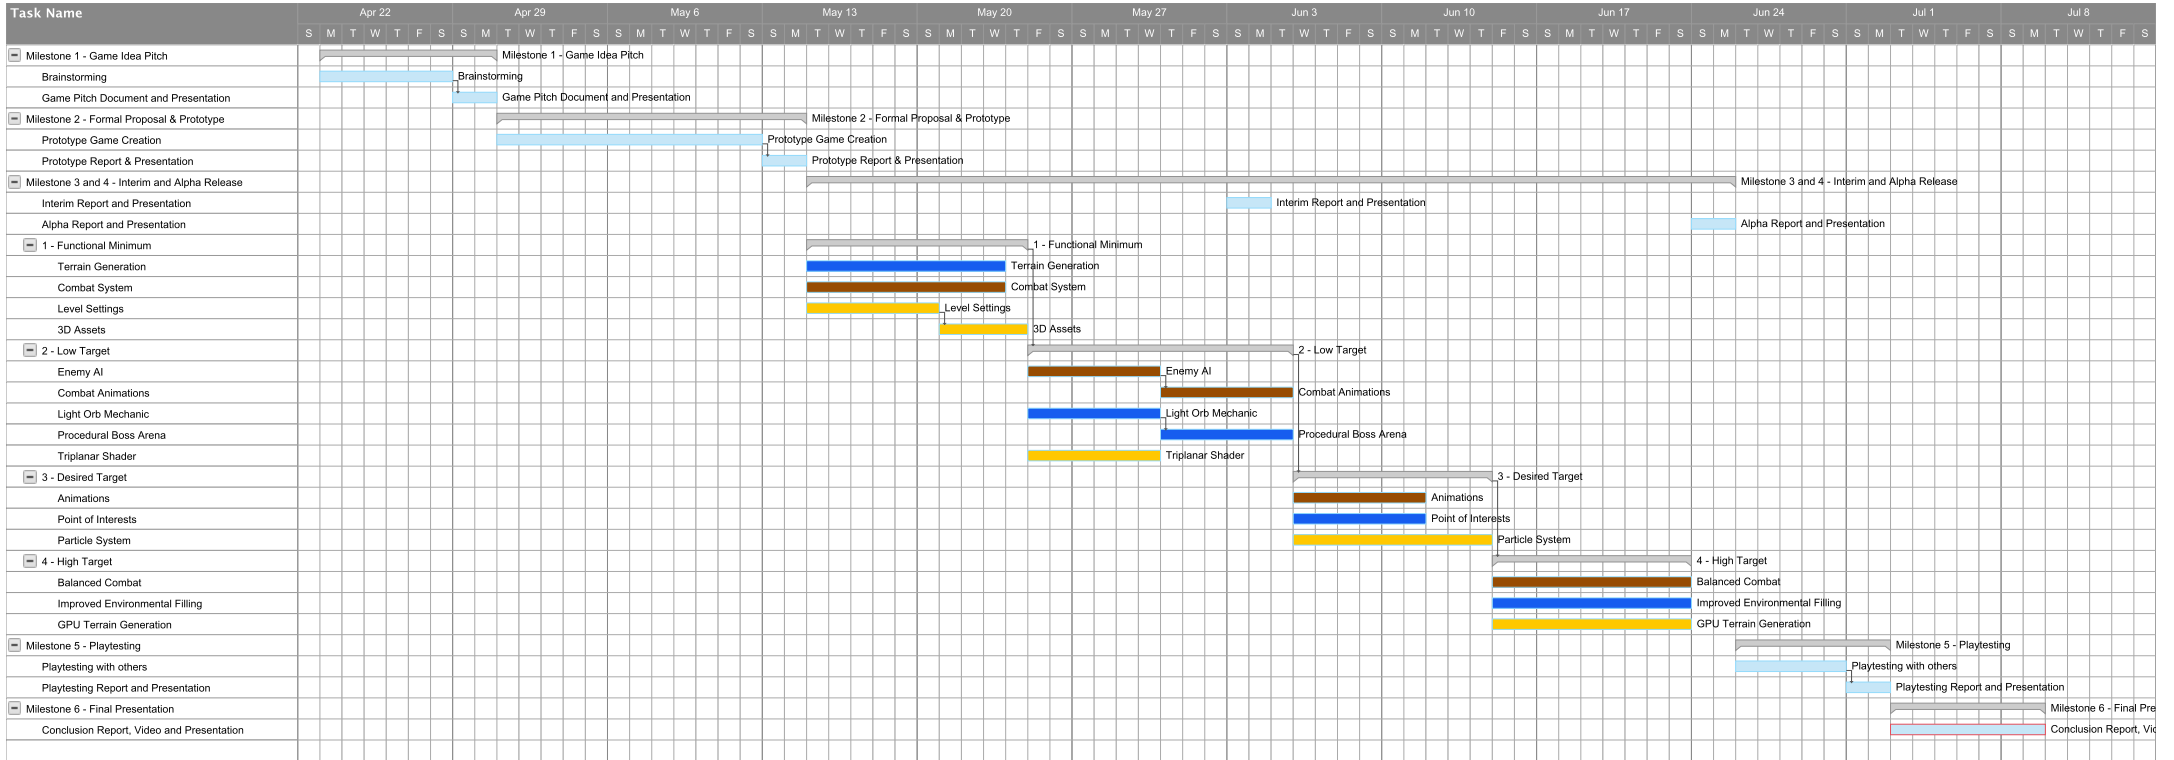 Task Name Apr 22 Apr 29 May 6 May 13 May 20 May 27 Jun 3 Jun 10 Jun 17 Jun 24 Jul 1 Jul 8
S M T W T F S S M T W T F S S M T W T F S S M T W T F S S M T W T F S S M T W T F S S M T W T F S S M T W T F S S M T W T F S S M T W T F S S M T W T F S S M T W T F S
Milestone 1 - Game Idea Pitch Milestone 1 - Game Idea Pitch
Brainstorming Brainstorming
Game Pitch Document and Presentation Game Pitch Document and Presentation
Milestone 2 - Formal Proposal & Prototype Milestone 2 - Formal Proposal & Prototype
Prototype Game Creation Prototype Game Creation
Prototype Report & Presentation Prototype Report & Presentation
Milestone 3 and 4 - Interim and Alpha Release Milestone 3 and 4 - Interim and Alpha Release
Interim Report and Presentation Interim Report and Presentation
Alpha Report and Presentation Alpha Report and Presentation
1 - Functional Minimum 1 - Functional Minimum
Terrain Generation Terrain Generation
Combat System Combat System
Level Settings Level Settings
3D Assets 3D Assets
2 - Low Target 2 - Low Target
Enemy AI Enemy AI
Combat Animations Combat Animations
Light Orb Mechanic Light Orb Mechanic
Procedural Boss Arena Procedural Boss Arena
Triplanar Shader Triplanar Shader
3 - Desired Target 3 - Desired Target
Animations Animations
Point of Interests Point of Interests
Particle System Particle System
4 - High Target 4 - High Target
Balanced Combat Balanced Combat
Improved Environmental Filling Improved Environmental Filling
GPU Terrain Generation GPU Terrain Generation
Milestone 5 - Playtesting Milestone 5 - Playtesting
Playtesting with others Playtesting with others
Playtesting Report and Presentation Playtesting Report and Presentation
Milestone 6 - Final Presentation Milestone 6 - Final Pre
Conclusion Report, Video and Presentation Conclusion Report, Vid